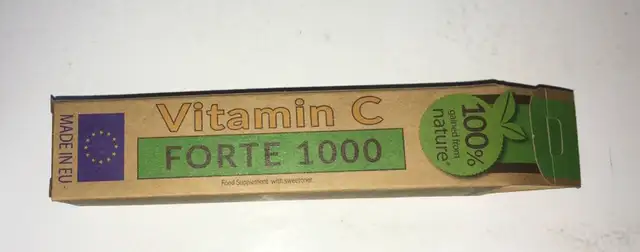 MADE IN EU
Vitamin C
FORTE 1000
Food Supplement with sweetener
100%
gained from
nature